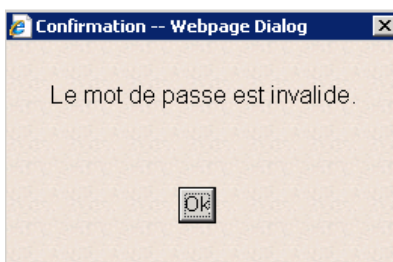 Confirmation -- Webpage Dialog
Le mot de passe est invalide.
Ok